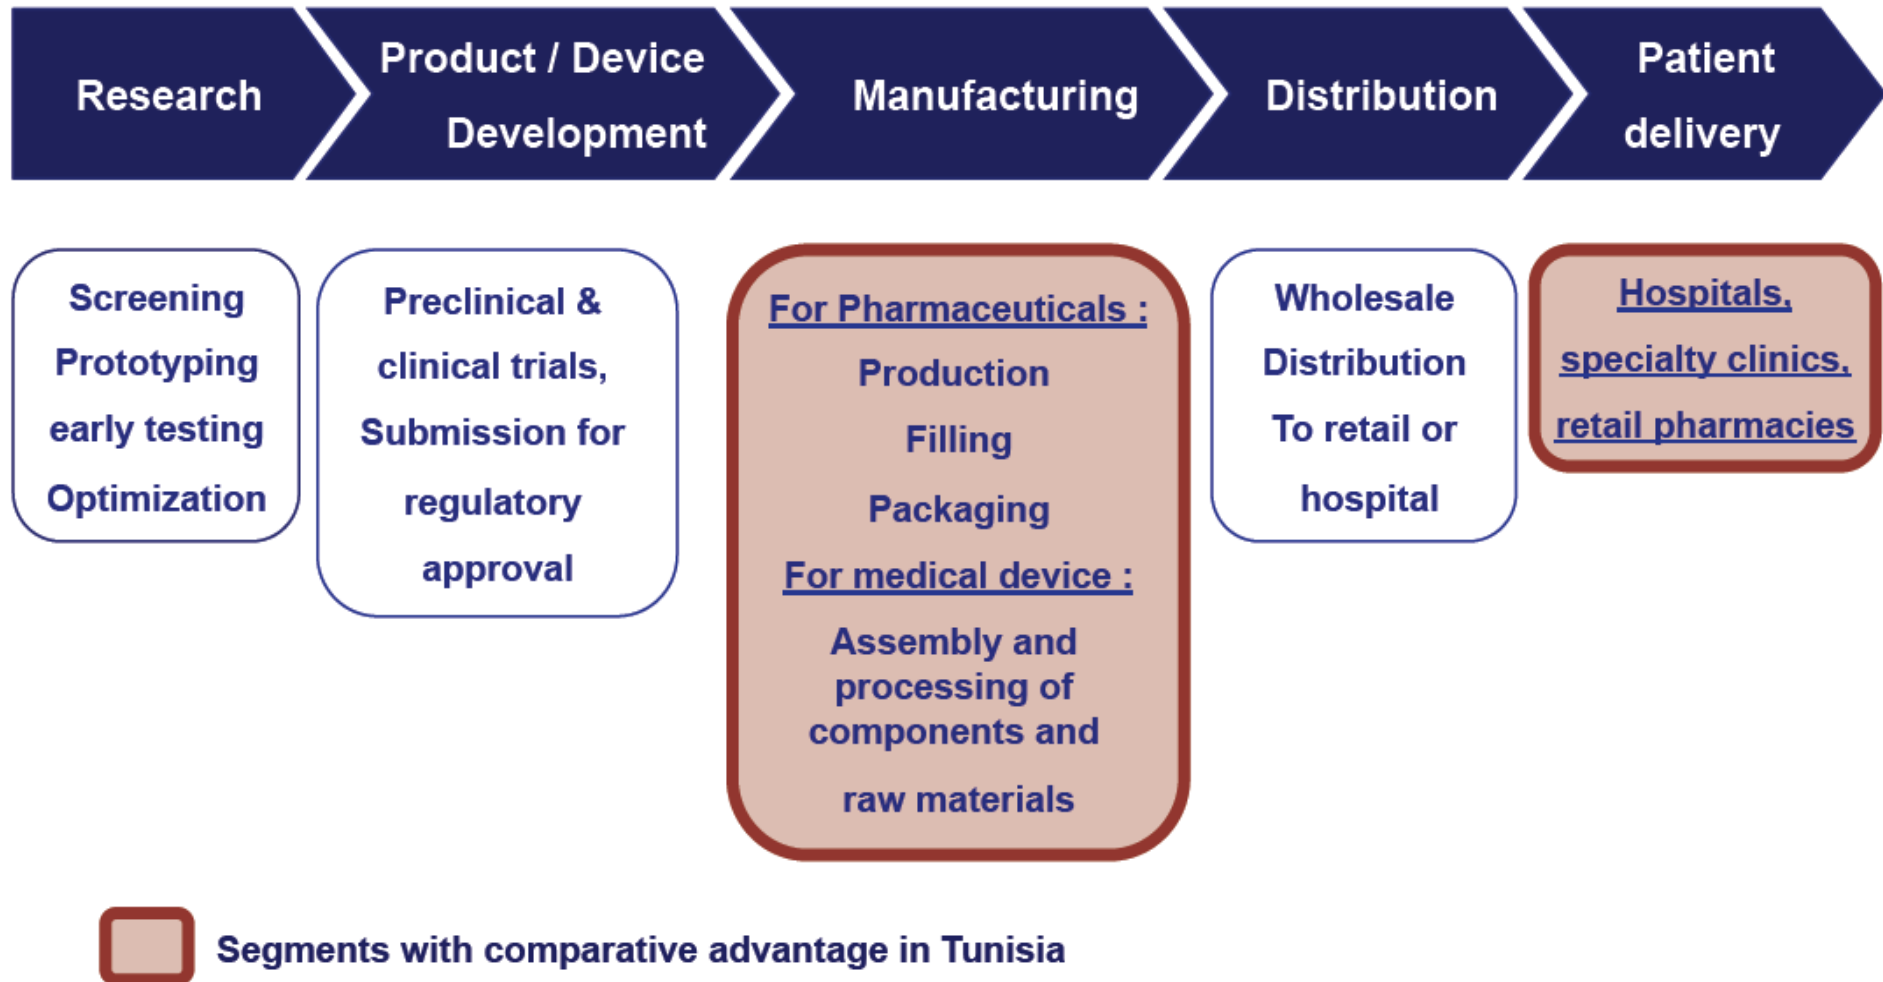 Research
Product / Device
Development
Manufacturing
Distribution
Patient
delivery
Screening
Prototyping
early testing
Optimization
Preclinical &
clinical trials,
Submission for
regulatory
approval
For Pharmaceuticals :
Production
Filling
Packaging
For medical device :
Assembly and
processing of
components and
raw materials
Wholesale
Distribution
To retail or
hospital
Hospitals,
specialty clinics,
retail pharmacies
Segments with comparative advantage in Tunisia